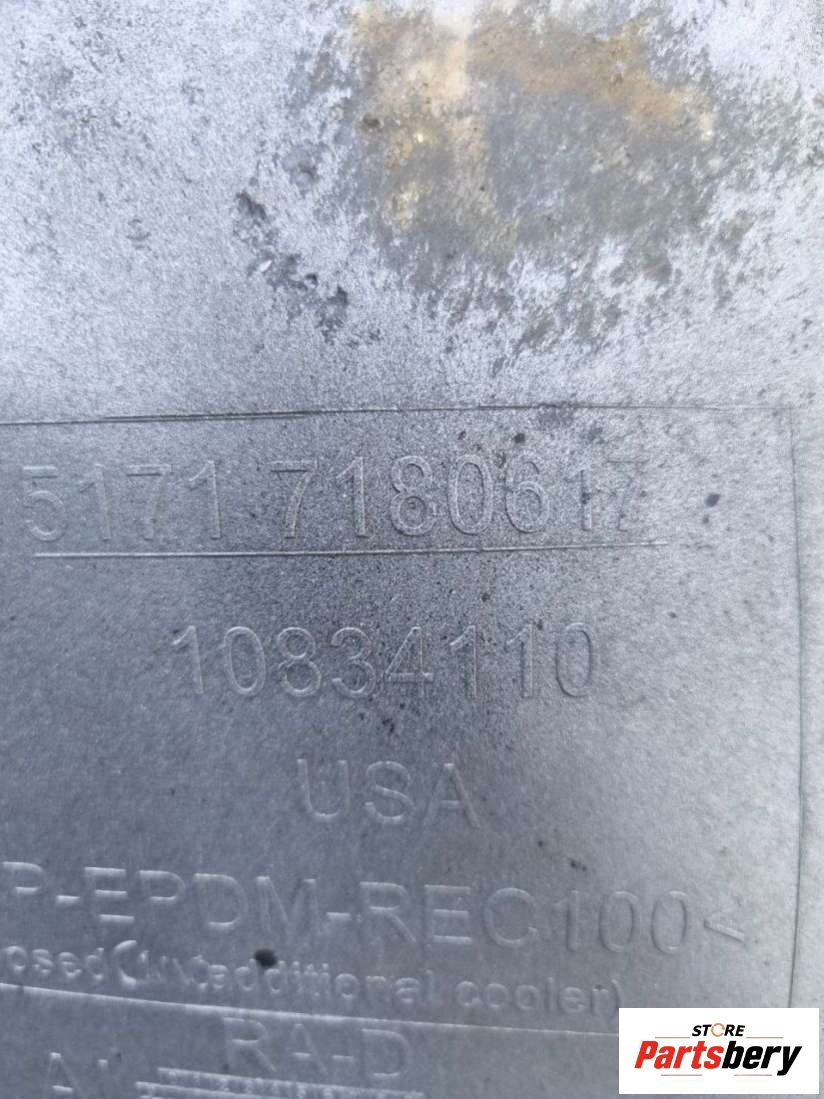 5171 7180617
10834110
USA
P-EPDM-REC100<
additional cooler)
RA-D
STORE
Partsbery